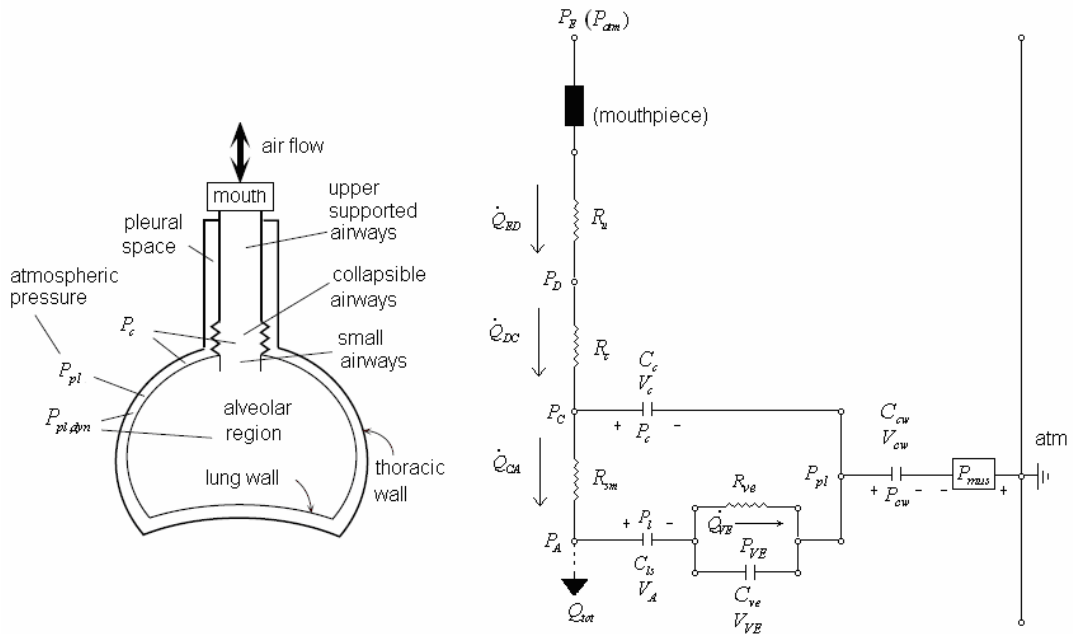 air flow
mouth
upper
supported
airways
pleural
space
atmospheric
pressure
collapsible
airways
P_c
small
airways
P_pl
P_pl,dyn
alveolar
region
lung wall
thoracic
wall
P_E (P_atm)
(mouthpiece)
Q̇_ED
R_u
P_D
Q̇_DC
R_c
C_c
V_c
P_C
+ P_c -
C_cw
V_cw
Q̇_CA
R_sm
P_pl
+ P_cw -
- P_mus +
atm
R_ve
+ P_l -
Q̇_VE
P_A
P_VE
C_ls
V_A
C_ve
V_VE
Q_tot